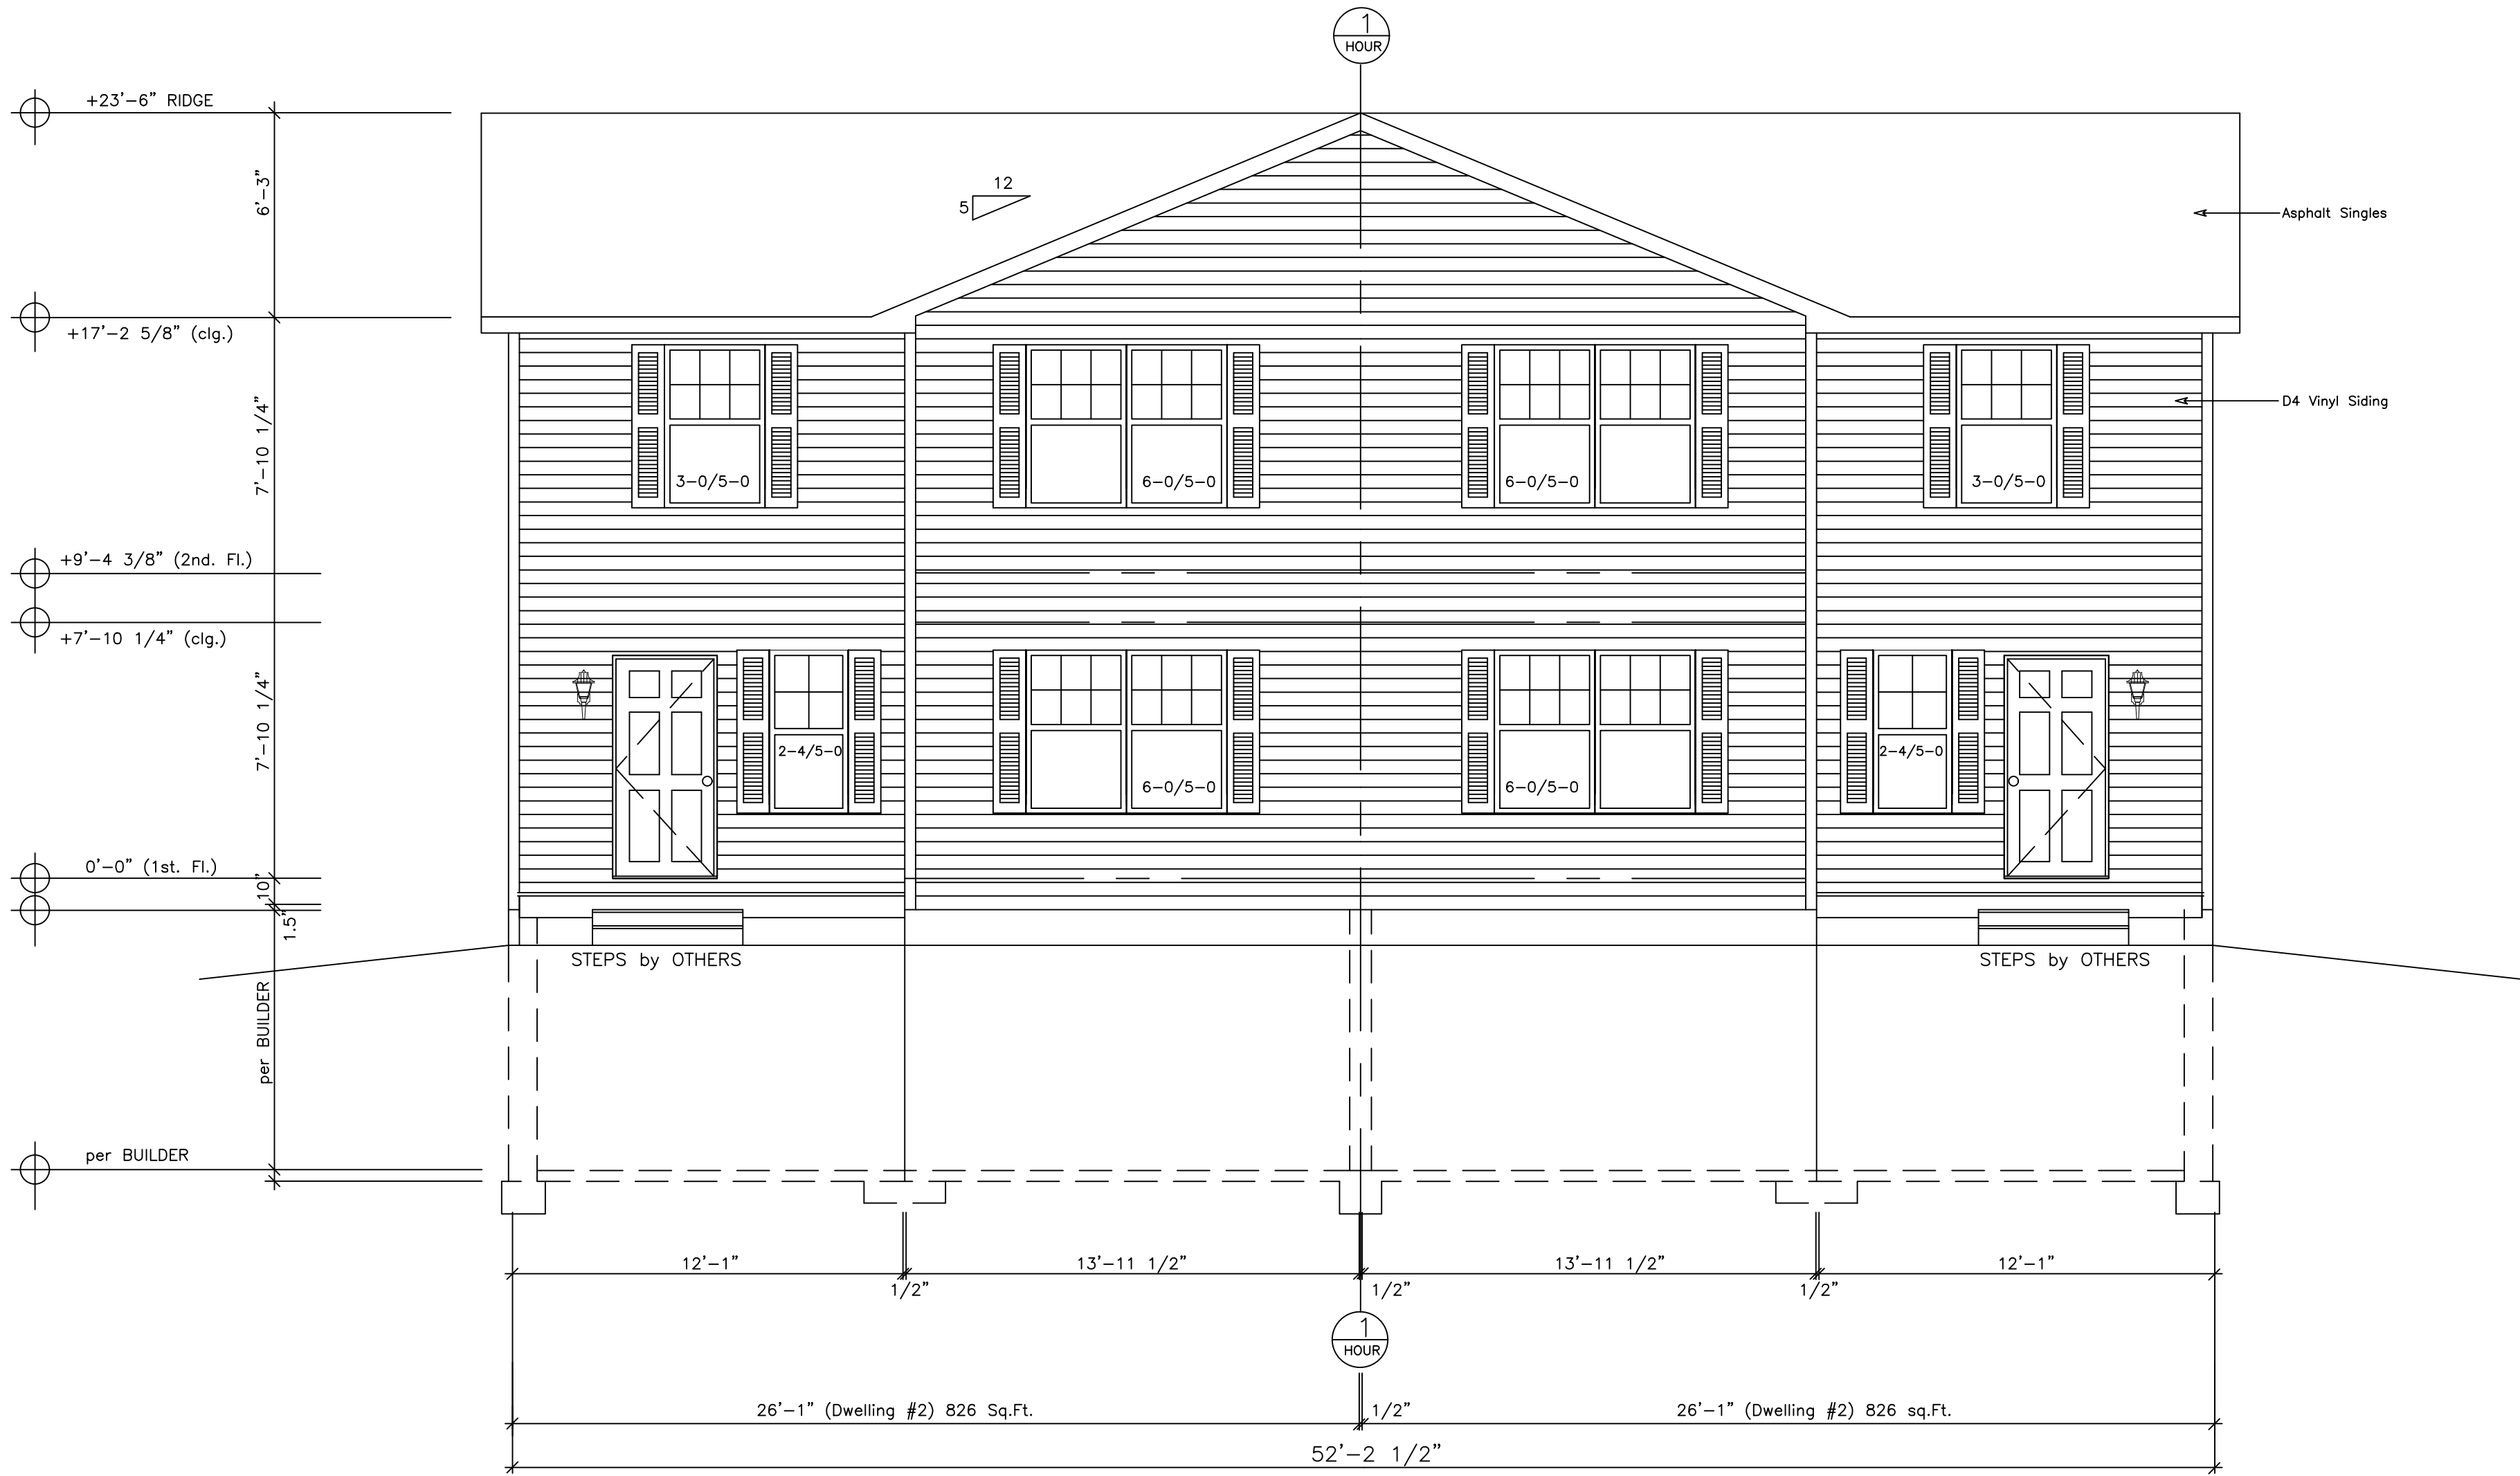 1
HOUR
+23'-6" RIDGE
6'-3"
12
5
Asphalt Singles
+17'-2 5/8" (clg.)
7'-10 1/4"
D4 Vinyl Siding
3-0/5-0
6-0/5-0
6-0/5-0
3-0/5-0
+9'-4 3/8" (2nd. Fl.)
+7'-10 1/4" (clg.)
7'-10 1/4"
2-4/5-0
6-0/5-0
6-0/5-0
2-4/5-0
0'-0" (1st. Fl.)
10"
1.5"
STEPS by OTHERS
STEPS by OTHERS
per BUILDER
per BUILDER
12'-1"
13'-11 1/2"
13'-11 1/2"
12'-1"
1/2"
1/2"
1/2"
1
HOUR
26'-1" (Dwelling #2) 826 Sq.Ft.
1/2"
26'-1" (Dwelling #2) 826 sq.Ft.
52'-2 1/2"